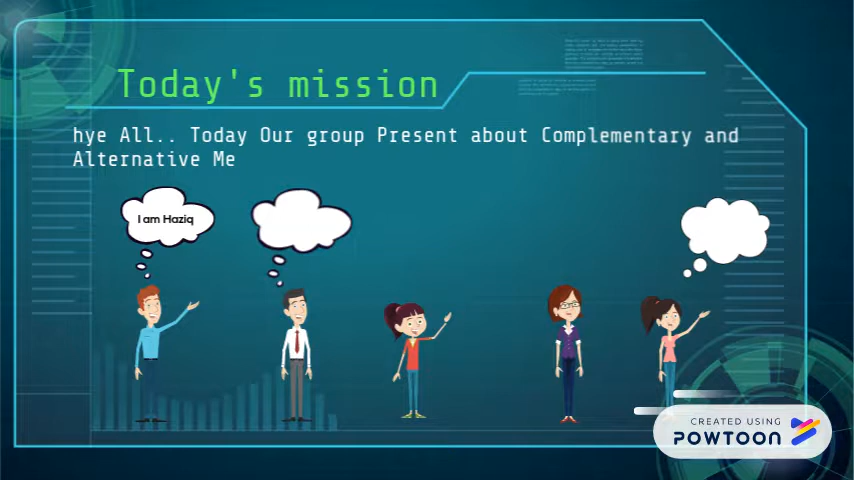 Today's mission
hye All.. Today Our group Present about Complementary and
Alternative Me
I am Haziq
CREATED USING
POWTOON